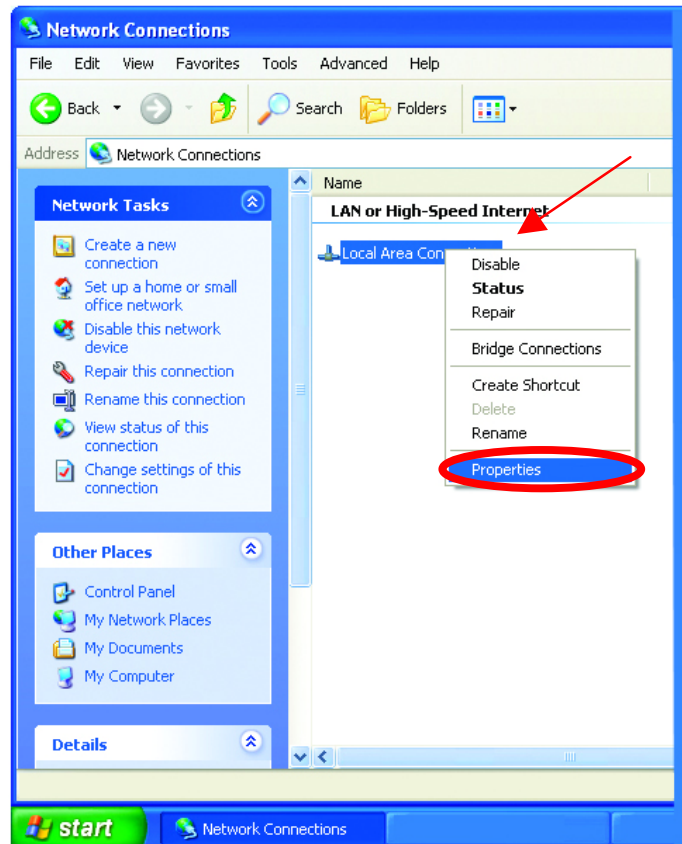 Network Connections
File Edit View Favorites Tools Advanced Help
Back Search Folders
Address Network Connections
Network Tasks
Create a new
connection
Set up a home or small
office network
Disable this network
device
Repair this connection
Rename this connection
View status of this
connection
Change settings of this
connection
Other Places
Control Panel
My Network Places
My Documents
My Computer
Details
Name
LAN or High-Speed Internet
Local Area
Disable
Status
Repair
Bridge Connections
Create Shortcut
Delete
Rename
Properties
start Network Connections